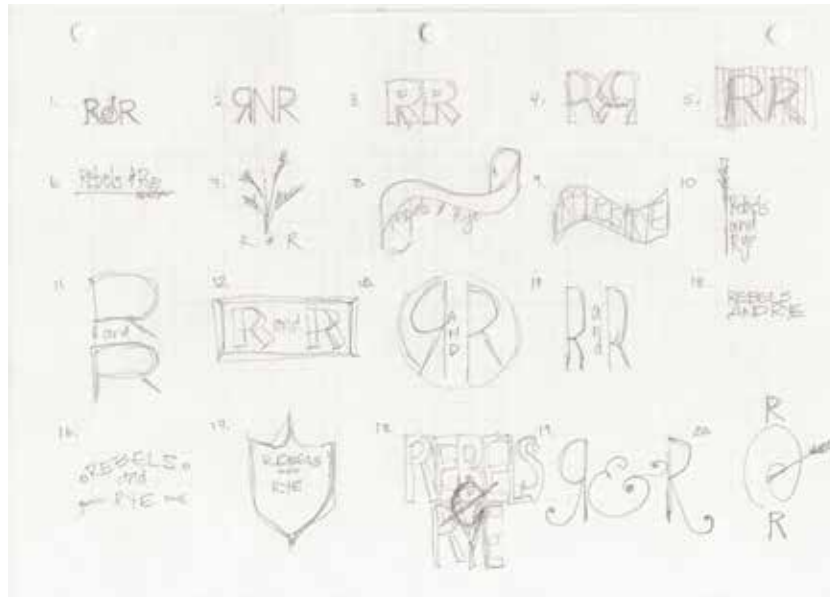 1. R&R
2. RNR
3. RR
4. R&R
5. RR
6. Rebels & Rye
7.
R & R
8.
Rebels & Rye
9.
10.
Rebels
and
Rye
11.
R
and
R
12.
R and R
13.
R AND R
14.
R and R
15.
REBELS
AND RYE
16.
REBELS
and
RYE
17.
REBELS
AND
RYE
18.
REBELS
&
RYE
19.
R & R
20.
R
R